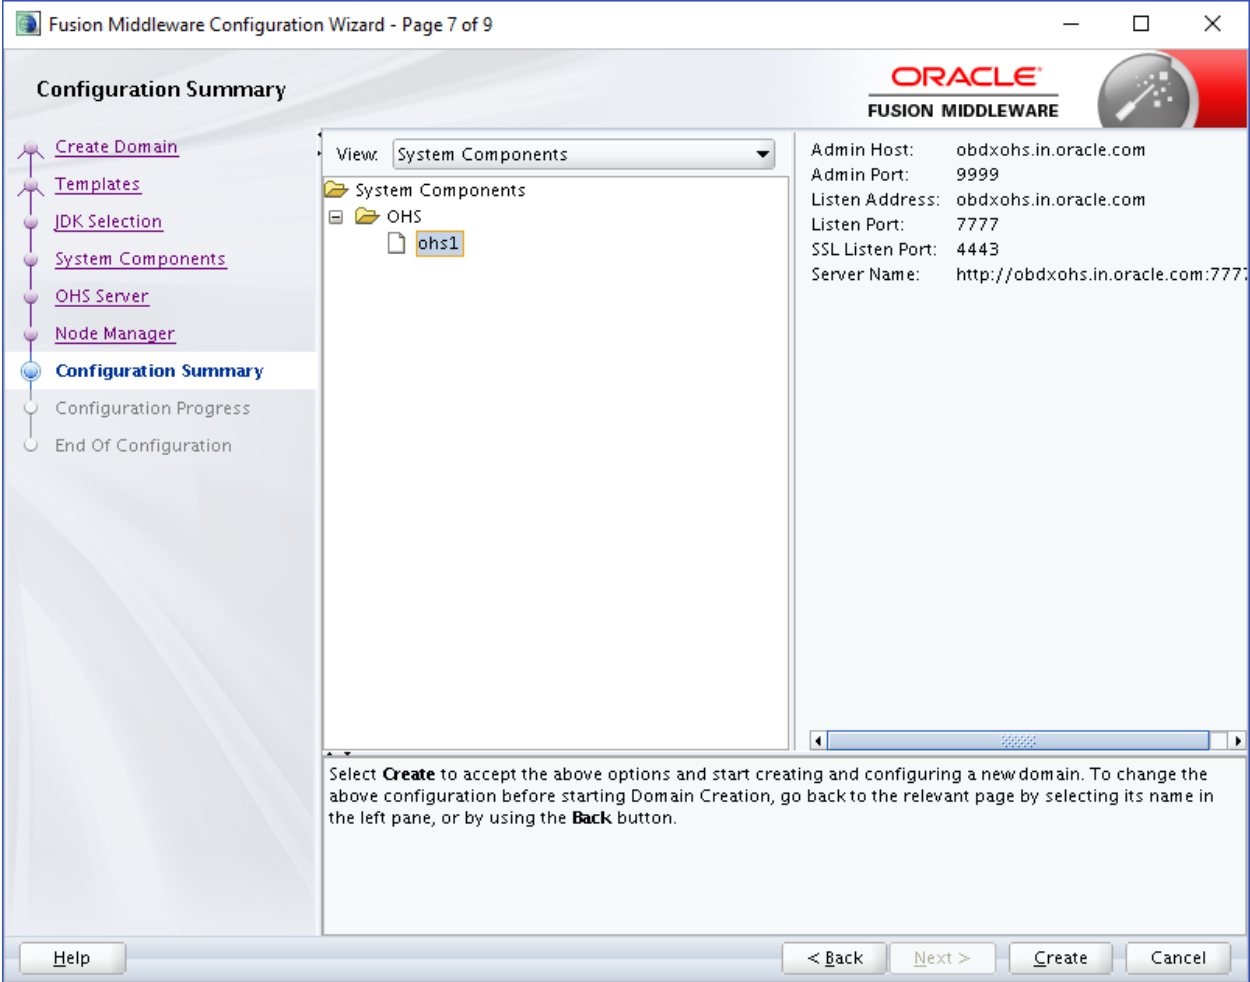 Fusion Middleware Configuration Wizard - Page 7 of 9
Configuration Summary
ORACLE
FUSION MIDDLEWARE
Create Domain
Templates
JDK Selection
System Components
OHS Server
Node Manager
Configuration Summary
Configuration Progress
End Of Configuration
View: System Components
System Components
OHS
ohs1
Admin Host: obdxohs.in.oracle.com
Admin Port: 9999
Listen Address: obdxohs.in.oracle.com
Listen Port: 7777
SSL Listen Port: 4443
Server Name: http://obdxohs.in.oracle.com:7777
Select Create to accept the above options and start creating and configuring a new domain. To change the
above configuration before starting Domain Creation, go back to the relevant page by selecting its name in
the left pane, or by using the Back button.
Help
< Back
Next >
Create
Cancel